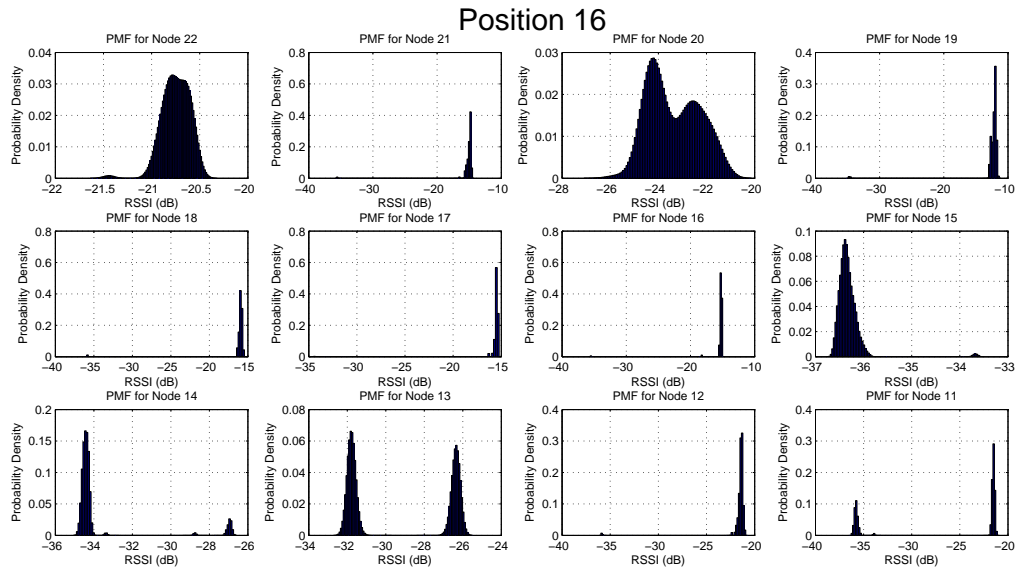 Position 16
PMF for Node 22
PMF for Node 21
PMF for Node 20
PMF for Node 19
0.04
0.03
0.02
0.01
0
Probability Density
−22 −21.5 −21 −20.5 −20
RSSI (dB)
0.8
0.6
0.4
0.2
0
Probability Density
−40 −30 −20 −10
RSSI (dB)
0.03
0.02
0.01
0
Probability Density
−28 −26 −24 −22 −20
RSSI (dB)
0.4
0.3
0.2
0.1
0
Probability Density
−40 −30 −20 −10
RSSI (dB)
PMF for Node 18
PMF for Node 17
PMF for Node 16
PMF for Node 15
0.8
0.6
0.4
0.2
0
Probability Density
−40 −35 −30 −25 −20 −15
RSSI (dB)
0.8
0.6
0.4
0.2
0
Probability Density
−35 −30 −25 −20 −15
RSSI (dB)
0.8
0.6
0.4
0.2
0
Probability Density
−40 −30 −20 −10
RSSI (dB)
0.1
0.08
0.06
0.04
0.02
0
Probability Density
−37 −36 −35 −34 −33
RSSI (dB)
PMF for Node 14
PMF for Node 13
PMF for Node 12
PMF for Node 11
0.2
0.15
0.1
0.05
0
Probability Density
−36 −34 −32 −30 −28 −26
RSSI (dB)
0.08
0.06
0.04
0.02
0
Probability Density
−34 −32 −30 −28 −26 −24
RSSI (dB)
0.4
0.3
0.2
0.1
0
Probability Density
−40 −35 −30 −25 −20
RSSI (dB)
0.4
0.3
0.2
0.1
0
Probability Density
−40 −35 −30 −25 −20
RSSI (dB)